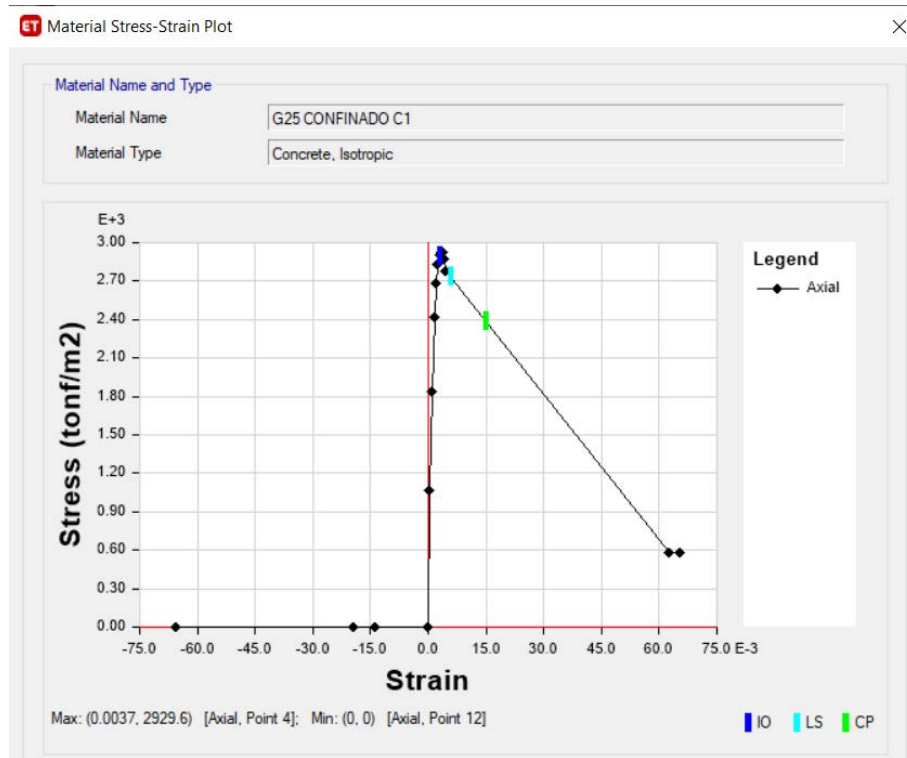 ET Material Stress-Strain Plot
Material Name and Type
Material Name G25 CONFINADO C1
Material Type Concrete, Isotropic
E+3
3.00
2.70
2.40
2.10
1.80
1.50
1.20
0.90
0.60
0.30
0.00
Stress (tonf/m2)
-75.0 -60.0 -45.0 -30.0 -15.0 0.0 15.0 30.0 45.0 60.0 75.0 E-3
Strain
Legend
Axial
Max: (0.0037, 2929.6) [Axial, Point 4]; Min: (0, 0) [Axial, Point 12]
IO LS CP